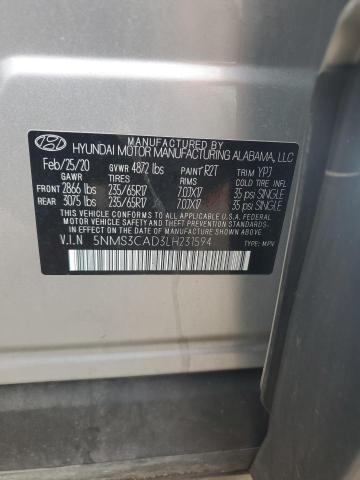 MANUFACTURED BY
HYUNDAI MOTOR MANUFACTURING ALABAMA, LLC
Feb/25/20 GVWR 4872 lbs PAINT R2T TRIM YPJ
GAWR TIRES RIMS COLD TIRE INF.
FRONT 2866 lbs 235/65R17 7.0JX17 35 psi SINGLE
REAR 3075 lbs 235/65R17 7.0JX17 35 psi SINGLE
THIS VEHICLE CONFORMS TO ALL APPLICABLE U.S.A. FEDERAL
MOTOR VEHICLE SAFETY, BUMPER, AND THEFT
PREVENTION STANDARDS IN EFFECT ON THE DATE OF
MANUFACTURE SHOWN ABOVE.
V.I.N 5NMS3CAD3LH231594 TYPE: MPV